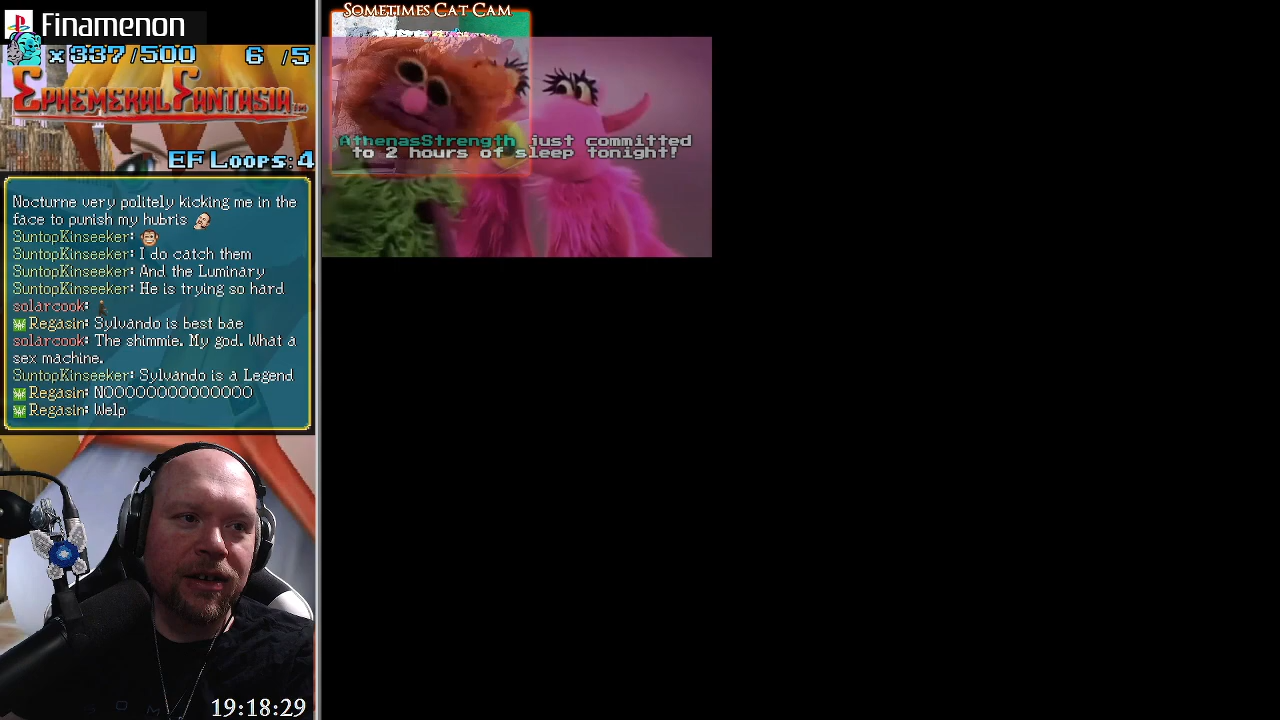 Finamenon
x337/500 6 /5
EPHEMERAL FANTASIA
EF LOOPS:4
Nocturne very politely kicking me in the
face to punish my hubris
SuntopKinseeker:
SuntopKinseeker: I do catch them
SuntopKinseeker: And the Luminary
SuntopKinseeker: He is trying so hard
solarcook:
Regasin: Sylvando is best bae
solarcook: The shimmie. My god. What a
sex machine.
SuntopKinseeker: Sylvando is a Legend
Regasin: NOOOOOOOOOOOOOO
Regasin: Welp
19:18:29
SOMETIMES CAT CAM
AthenasStrength just committed
to 2 hours of sleep tonight!